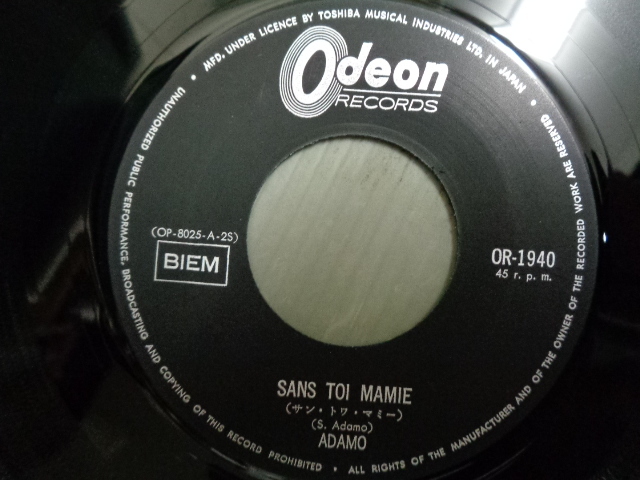 MFD. UNDER LICENCE BY TOSHIBA MUSICAL INDUSTRIES LTD. IN JAPAN •
Odeon
RECORDS
(OP-8025-A-2S)
BIEM
OR-1940
45 r. p. m.
SANS TOI MAMIE
(サン・トワ・マミー)
(S. Adamo)
ADAMO
UNAUTHORIZED PUBLIC PERFORMANCE, BROADCASTING AND COPYING OF THIS RECORD PROHIBITED • ALL RIGHTS OF THE MANUFACTURER AND OF THE OWNER OF THE RECORDED WORK ARE RESERVED •